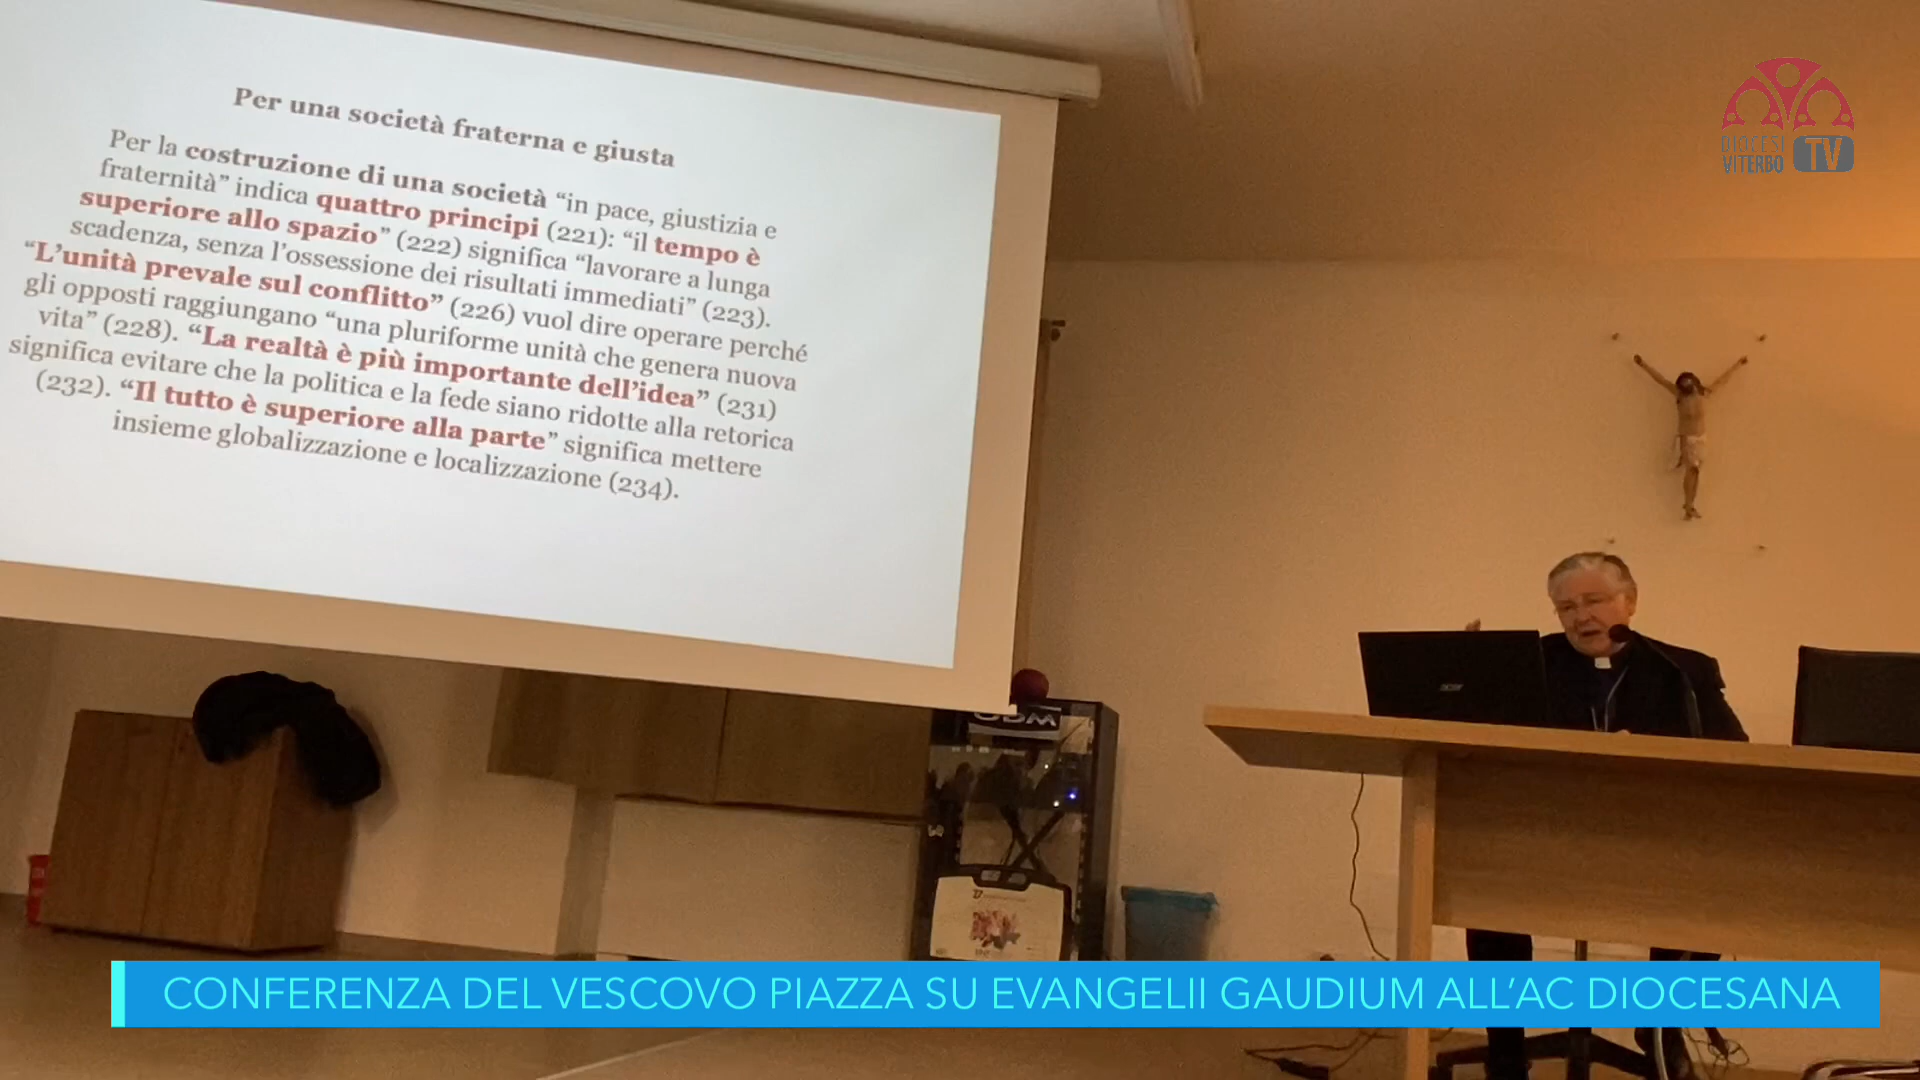 Per una società fraterna e giusta
Per la costruzione di una società “in pace, giustizia e
fraternità” indica quattro principi (221): “il tempo è
superiore allo spazio” (222) significa “lavorare a lunga
scadenza, senza l’ossessione dei risultati immediati” (223).
“L’unità prevale sul conflitto” (226) vuol dire operare perché
gli opposti raggiungano “una pluriforme unità che genera nuova
vita” (228). “La realtà è più importante dell’idea” (231)
significa evitare che la politica e la fede siano ridotte alla retorica
(232). “Il tutto è superiore alla parte” significa mettere
insieme globalizzazione e localizzazione (234).
DIOCESI
VITERBO TV
acer
CONFERENZA DEL VESCOVO PIAZZA SU EVANGELII GAUDIUM ALL’AC DIOCESANA